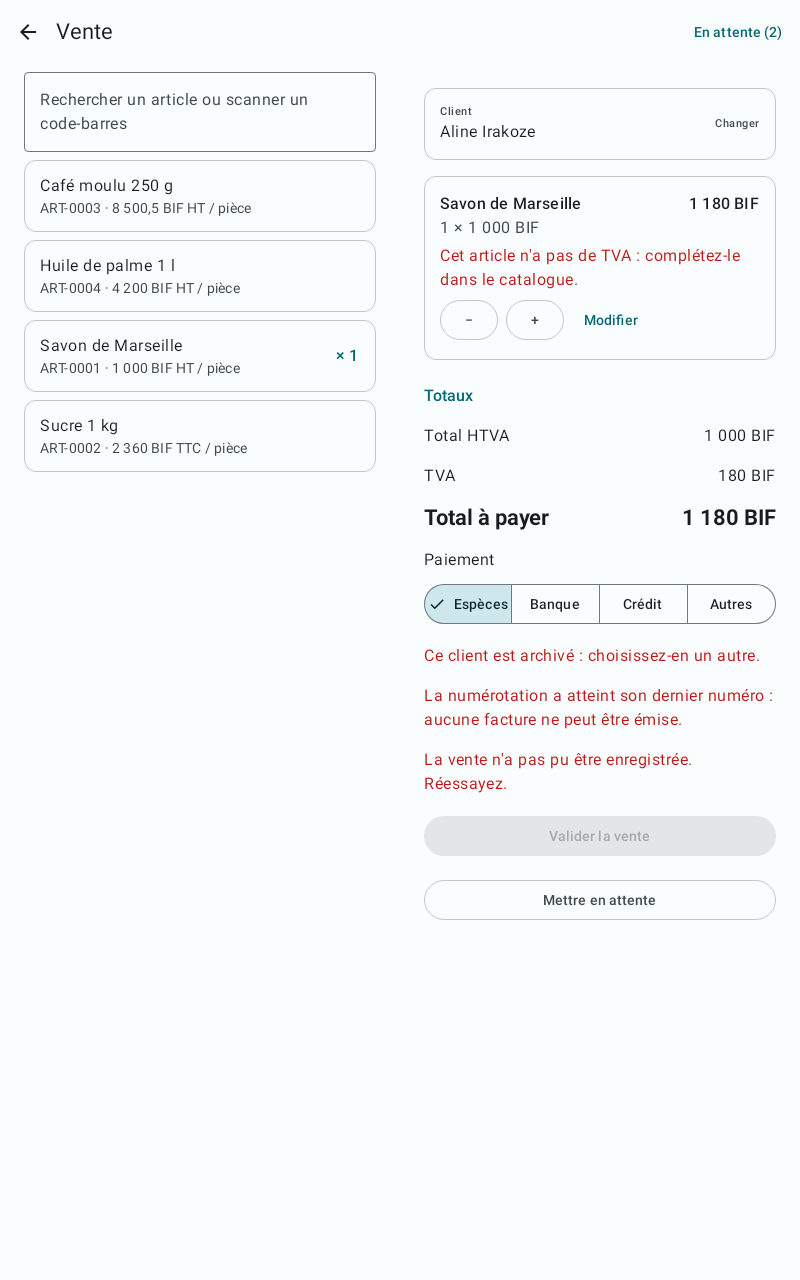 Vente
En attente (2)
Rechercher un article ou scanner un
code-barres
Café moulu 250 g
ART-0003 · 8 500,5 BIF HT / pièce
Huile de palme 1 l
ART-0004 · 4 200 BIF HT / pièce
Savon de Marseille
ART-0001 · 1 000 BIF HT / pièce
× 1
Sucre 1 kg
ART-0002 · 2 360 BIF TTC / pièce
Client
Aline Irakoze
Changer
Savon de Marseille 1 180 BIF
1 × 1 000 BIF
Cet article n'a pas de TVA : complétez-le
dans le catalogue.
− + Modifier
Totaux
Total HTVA 1 000 BIF
TVA 180 BIF
Total à payer 1 180 BIF
Paiement
Espèces Banque Crédit Autres
Ce client est archivé : choisissez-en un autre.
La numérotation a atteint son dernier numéro :
aucune facture ne peut être émise.
La vente n'a pas pu être enregistrée.
Réessayez.
Valider la vente
Mettre en attente